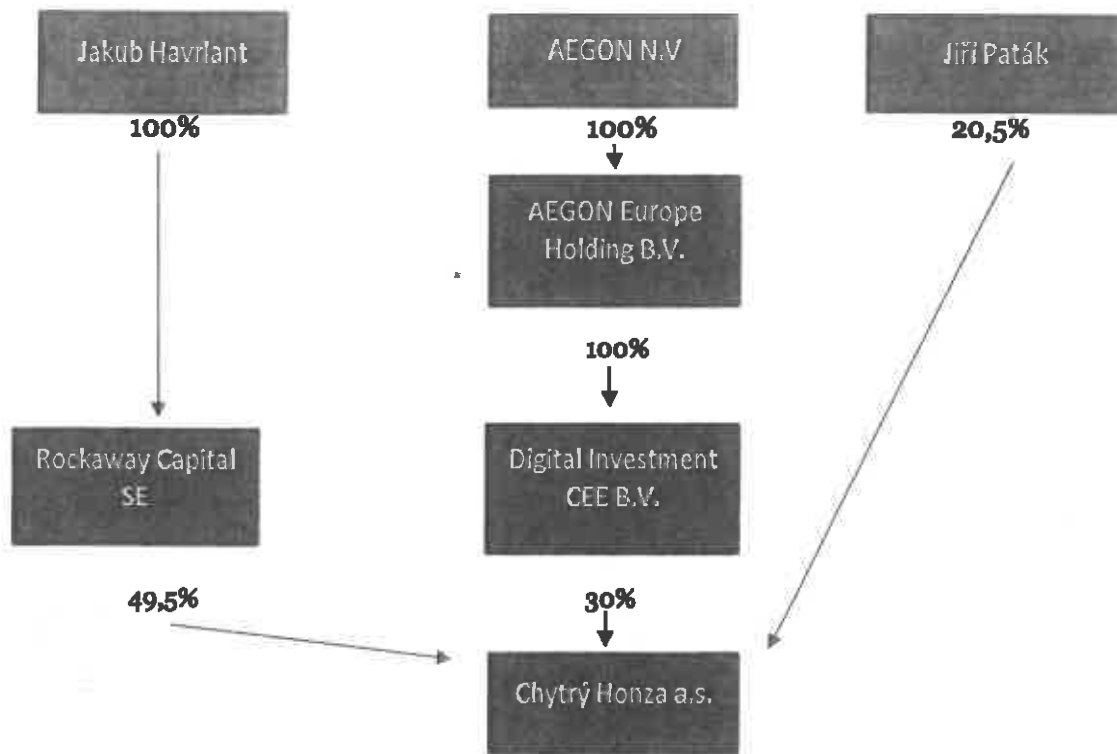 Jakub Havrlant
AEGON N.V
Jiří Paták
100%
100%
20,5%
AEGON Europe
Holding B.V.
100%
Rockaway Capital
SE
Digital Investment
CEE B.V.
49,5%
30%
Chytrý Honza a.s.